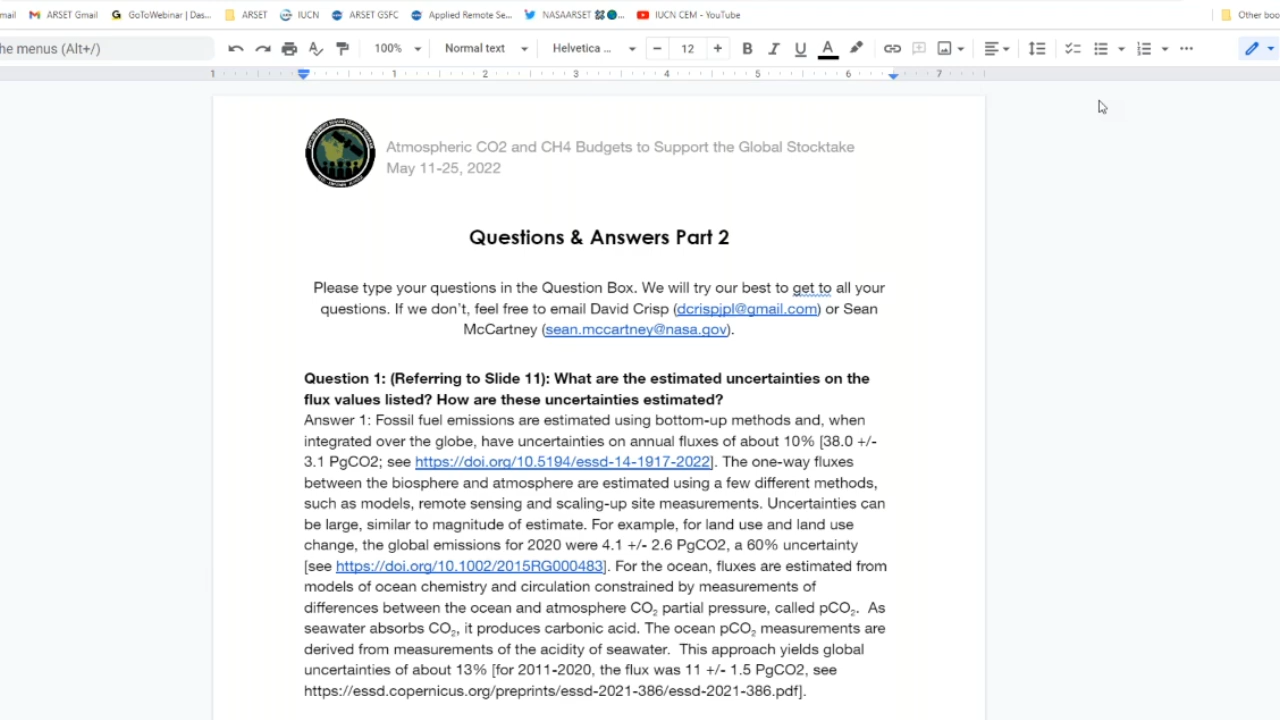 mail ARSET Gmail GoToWebinar | Das... ARSET IUCN ARSET GSFC Applied Remote Se... NASAARSET IUCN CEM - YouTube Other boo
he menus (Alt+/) 100% Normal text Helvetica ... 12 B I U A
1 1 2 3 4 5 6 7
Atmospheric CO2 and CH4 Budgets to Support the Global Stocktake
May 11-25, 2022
Questions & Answers Part 2
Please type your questions in the Question Box. We will try our best to get to all your
questions. If we don't, feel free to email David Crisp (dcrispjpl@gmail.com) or Sean
McCartney (sean.mccartney@nasa.gov).
Question 1: (Referring to Slide 11): What are the estimated uncertainties on the
flux values listed? How are these uncertainties estimated?
Answer 1: Fossil fuel emissions are estimated using bottom-up methods and, when
integrated over the globe, have uncertainties on annual fluxes of about 10% [38.0 +/-
3.1 PgCO2; see https://doi.org/10.5194/essd-14-1917-2022]. The one-way fluxes
between the biosphere and atmosphere are estimated using a few different methods,
such as models, remote sensing and scaling-up site measurements. Uncertainties can
be large, similar to magnitude of estimate. For example, for land use and land use
change, the global emissions for 2020 were 4.1 +/- 2.6 PgCO2, a 60% uncertainty
[see https://doi.org/10.1002/2015RG000483]. For the ocean, fluxes are estimated from
models of ocean chemistry and circulation constrained by measurements of
differences between the ocean and atmosphere CO₂ partial pressure, called pCO₂. As
seawater absorbs CO₂, it produces carbonic acid. The ocean pCO₂ measurements are
derived from measurements of the acidity of seawater. This approach yields global
uncertainties of about 13% [for 2011-2020, the flux was 11 +/- 1.5 PgCO2, see
https://essd.copernicus.org/preprints/essd-2021-386/essd-2021-386.pdf].